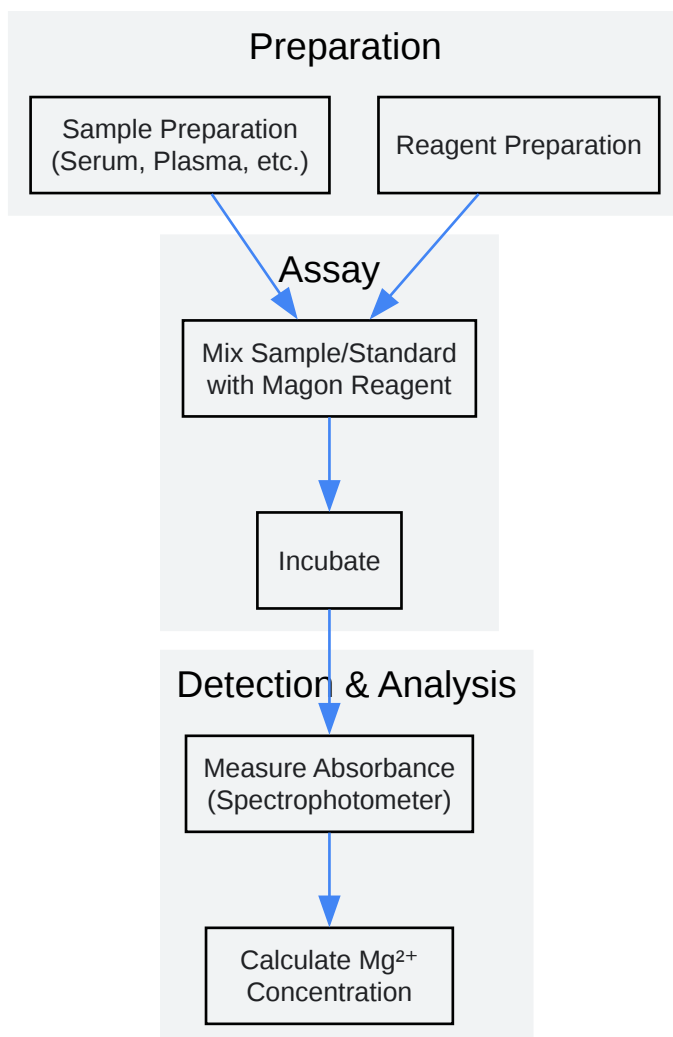 Preparation
Sample Preparation
(Serum, Plasma, etc.)
Reagent Preparation
Assay
Mix Sample/Standard
with Magon Reagent
Incubate
Detection & Analysis
Measure Absorbance
(Spectrophotometer)
Calculate Mg²⁺
Concentration